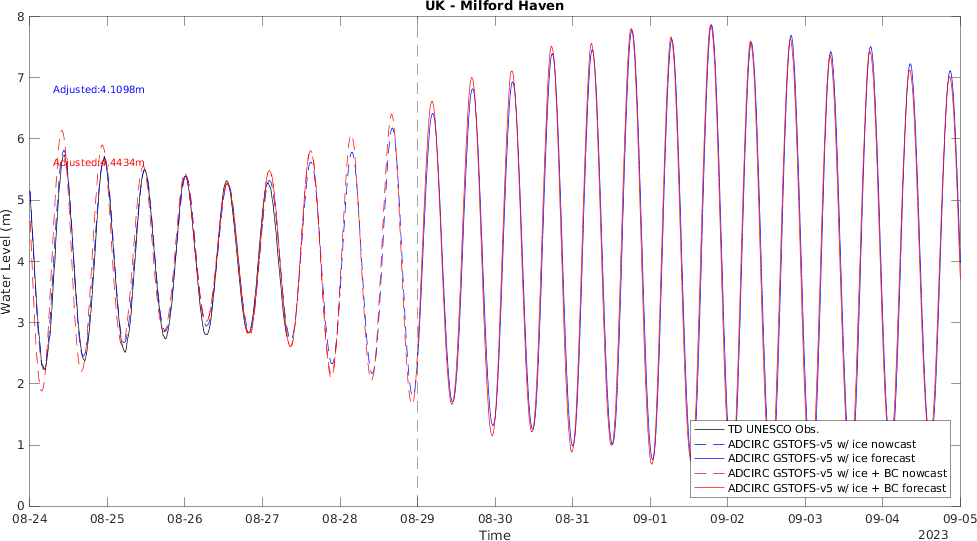 UK - Milford Haven
8
7
6
5
4
3
2
1
0
Water Level (m)
Adjusted:4.1098m
Adjusted:4.4434m
TD UNESCO Obs.
ADCIRC GSTOFS-v5 w/ ice nowcast
ADCIRC GSTOFS-v5 w/ ice forecast
ADCIRC GSTOFS-v5 w/ ice + BC nowcast
ADCIRC GSTOFS-v5 w/ ice + BC forecast
08-24 08-25 08-26 08-27 08-28 08-29 08-30 08-31 09-01 09-02 09-03 09-04 09-05
Time
2023